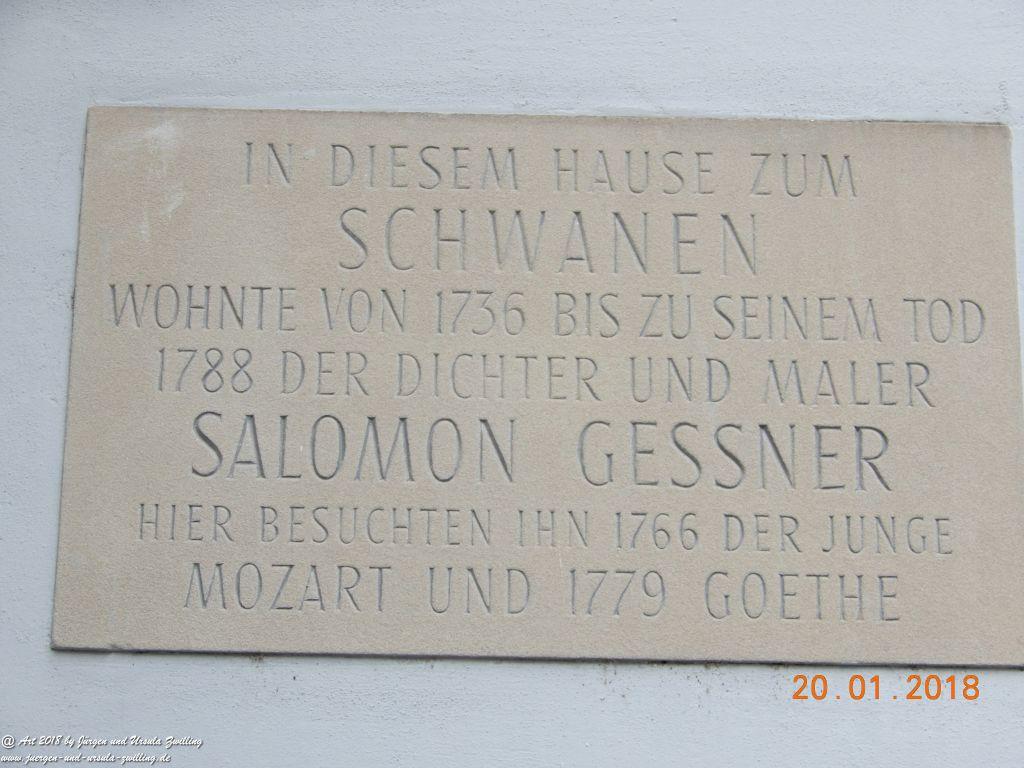 IN DIESEM HAUSE ZUM
SCHWANEN
WOHNTE VON 1736 BIS ZU SEINEM TOD
1788 DER DICHTER UND MALER
SALOMON GESSNER
HIER BESUCHTEN IHN 1766 DER JUNGE
MOZART UND 1779 GOETHE
20.01.2018
@ Art 2018 by Jürgen und Ursula Zwilling
www.juergen-und-ursula-zwilling.de